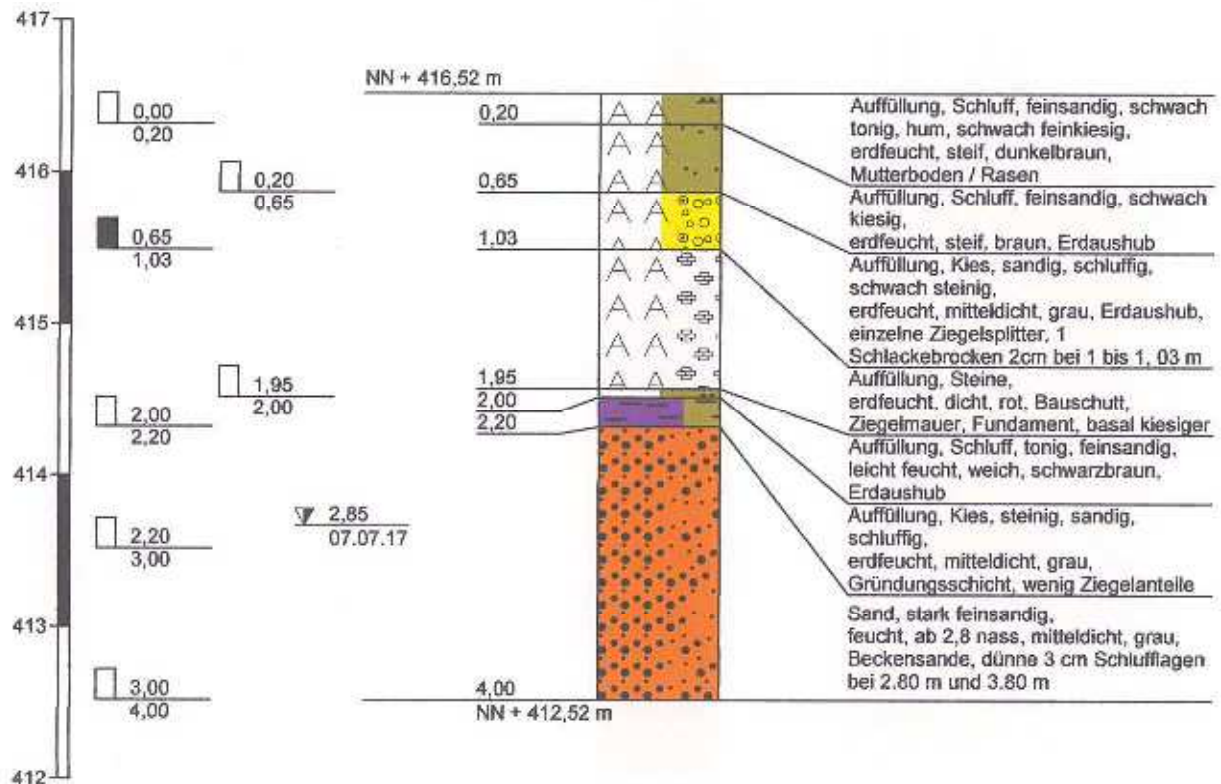 417
416
415
414
413
412
0,00
0,20
0,20
0,65
0,65
1,03
1,95
2,00
2,00
2,20
2,20
3,00
3,00
4,00
2,85
07.07.17
NN + 416,52 m
0,20
0,65
1,03
1,95
2,00
2,20
4,00
NN + 412,52 m
A A
A A
A A
A A
A A
A A
A A
Auffüllung, Schluff, feinsandig, schwach
tonig, hum, schwach feinkiesig,
erdfeucht, steif, dunkelbraun,
Mutterboden / Rasen
Auffüllung, Schluff, feinsandig, schwach
kiesig,
erdfeucht, steif, braun, Erdaushub
Auffüllung, Kies, sandig, schluffig,
schwach steinig,
erdfeucht, mitteldicht, grau, Erdaushub,
einzelne Ziegelsplitter, 1
Schlackebrocken 2cm bei 1 bis 1, 03 m
Auffüllung, Steine,
erdfeucht, dicht, rot, Bauschutt,
Ziegelmauer, Fundament, basal kiesiger
Auffüllung, Schluff, tonig, feinsandig,
leicht feucht, weich, schwarzbraun,
Erdaushub
Auffüllung, Kies, steinig, sandig,
schluffig,
erdfeucht, mitteldicht, grau,
Gründungsschicht, wenig Ziegelanteile
Sand, stark feinsandig,
feucht, ab 2,8 nass, mitteldicht, grau,
Beckensande, dünne 3 cm Schlufflagen
bei 2.80 m und 3.80 m